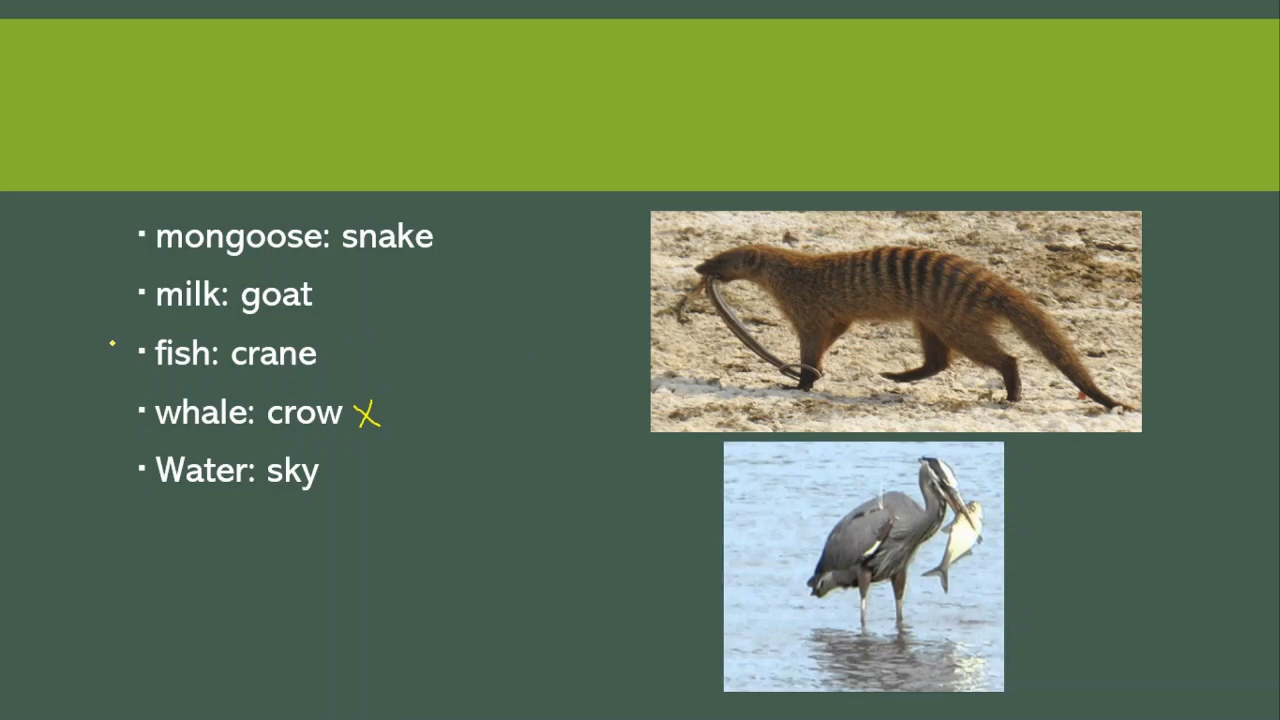 mongoose: snake
milk: goat
fish: crane
whale: crow
Water: sky